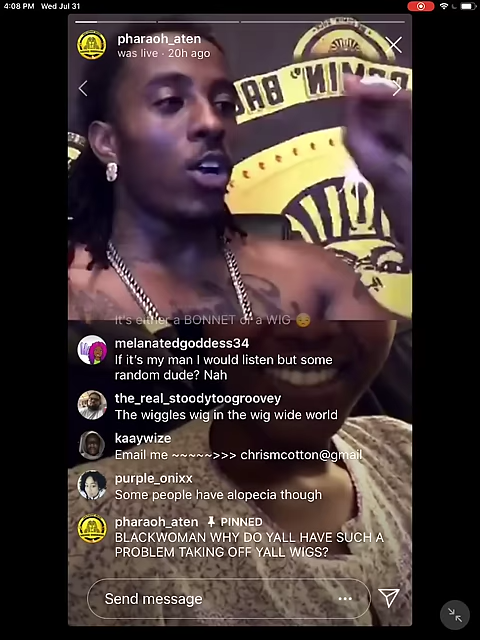 4:08 PM Wed Jul 31
pharaoh_aten
was live · 20h ago
It's either a BONNET or a WIG 😔
melanatedgoddess34
If it's my man I would listen but some
random dude? Nah
the_real_stoodytoogroovey
The wiggles wig in the wig wide world
kaaywize
Email me ~~~~~>>> chrismcotton@gmail
purple_onixx
Some people have alopecia though
pharaoh_aten PINNED
BLACKWOMAN WHY DO YALL HAVE SUCH A
PROBLEM TAKING OFF YALL WIGS?
Send message